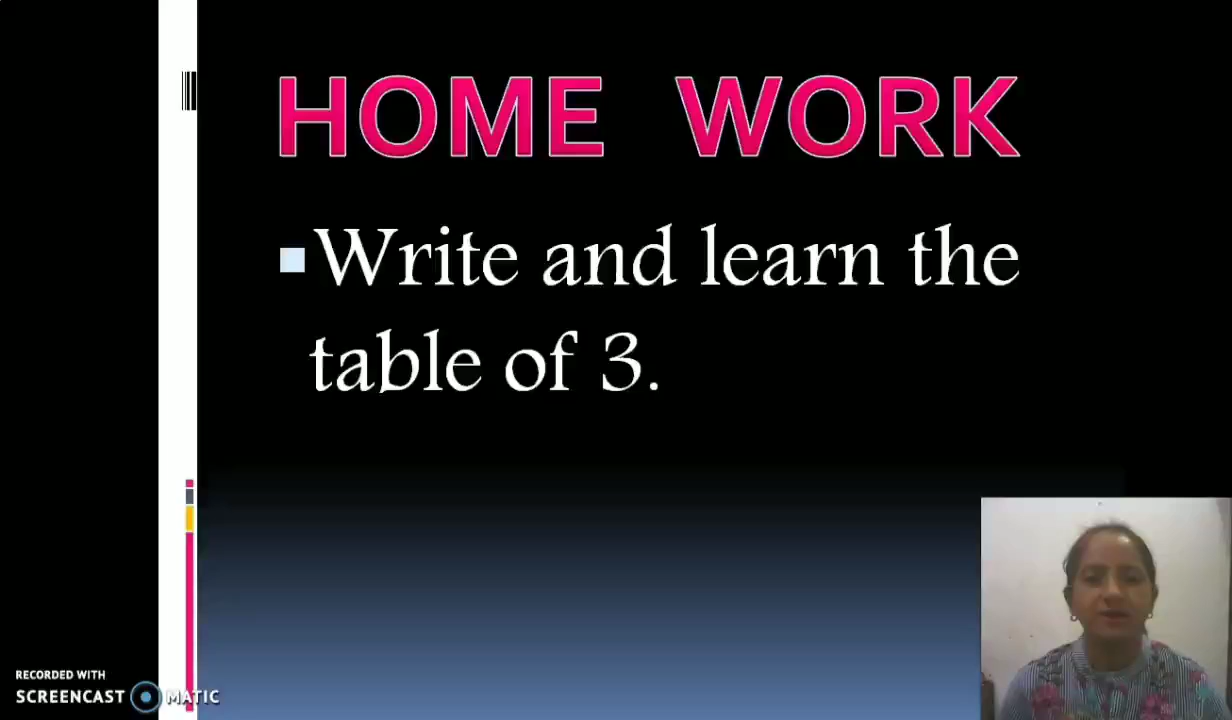 HOME WORK
Write and learn the
table of 3.
RECORDED WITH
SCREENCAST MATIC